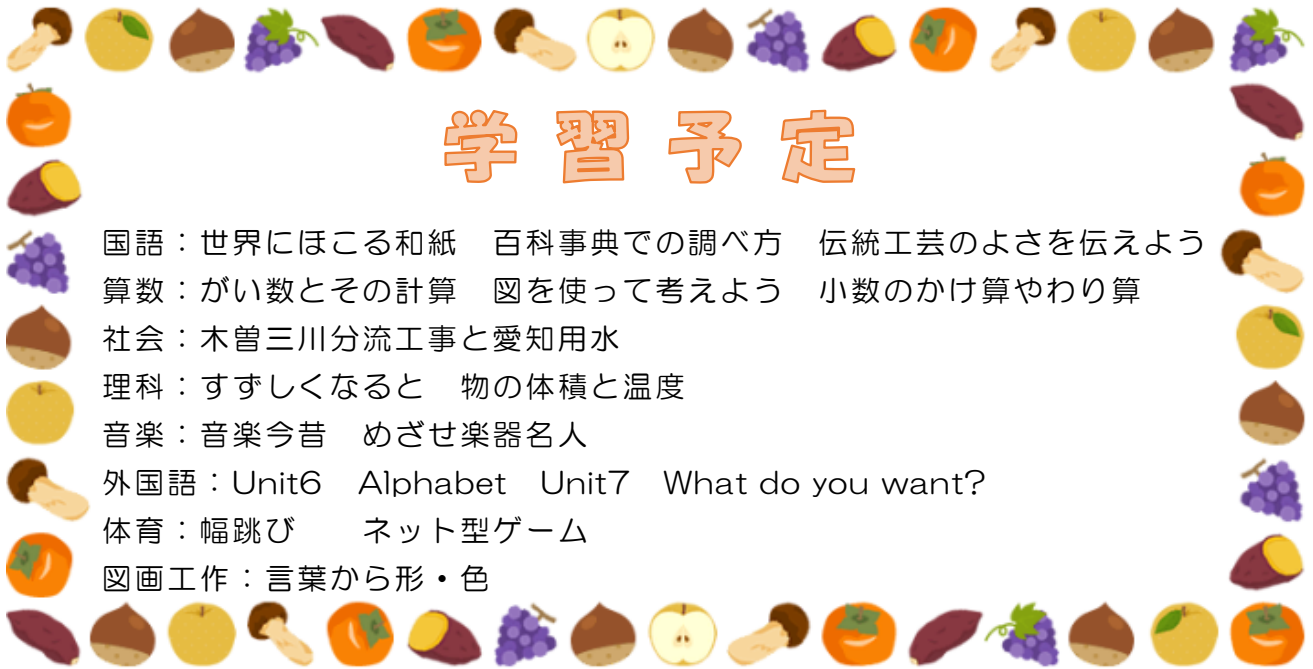 学習予定
国語：世界にほこる和紙　百科事典での調べ方　伝統工芸のよさを伝えよう
算数：がい数とその計算　図を使って考えよう　小数のかけ算やわり算
社会：木曽三川分流工事と愛知用水
理科：すずしくなると　物の体積と温度
音楽：音楽今昔　めざせ楽器名人
外国語：Unit6　Alphabet　Unit7　What do you want?
体育：幅跳び　　ネット型ゲーム
図画工作：言葉から形・色